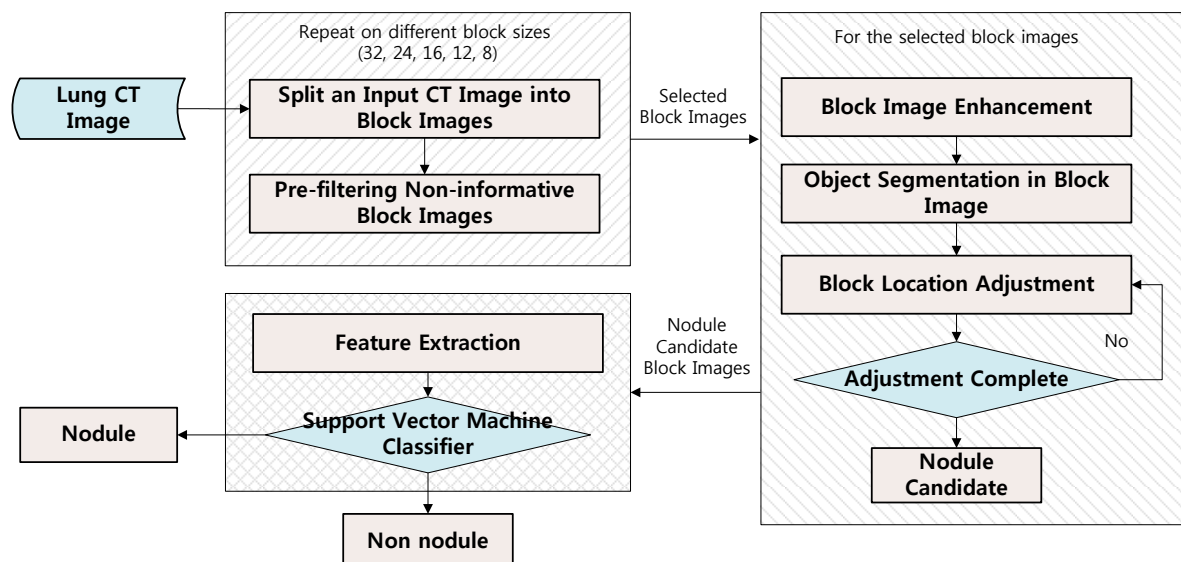 Lung CT
Image
Repeat on different block sizes
(32, 24, 16, 12, 8)
Split an Input CT Image into
Block Images
Pre-filtering Non-informative
Block Images
Selected
Block Images
For the selected block images
Block Image Enhancement
Object Segmentation in Block
Image
Block Location Adjustment
No
Adjustment Complete
Nodule
Candidate
Nodule
Candidate
Block Images
Feature Extraction
Support Vector Machine
Classifier
Nodule
Non nodule